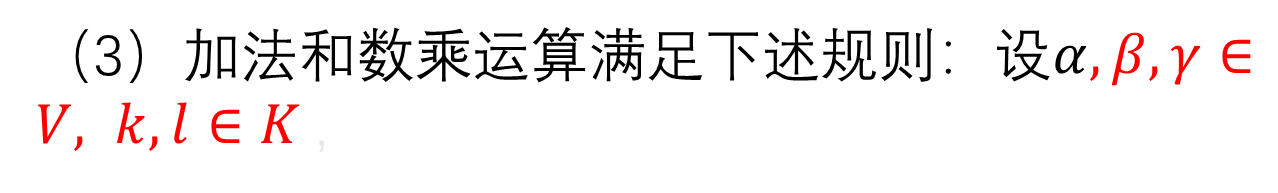 （3）加法和数乘运算满足下述规则：设α,β,γ ∈
V, k,l ∈ K ,